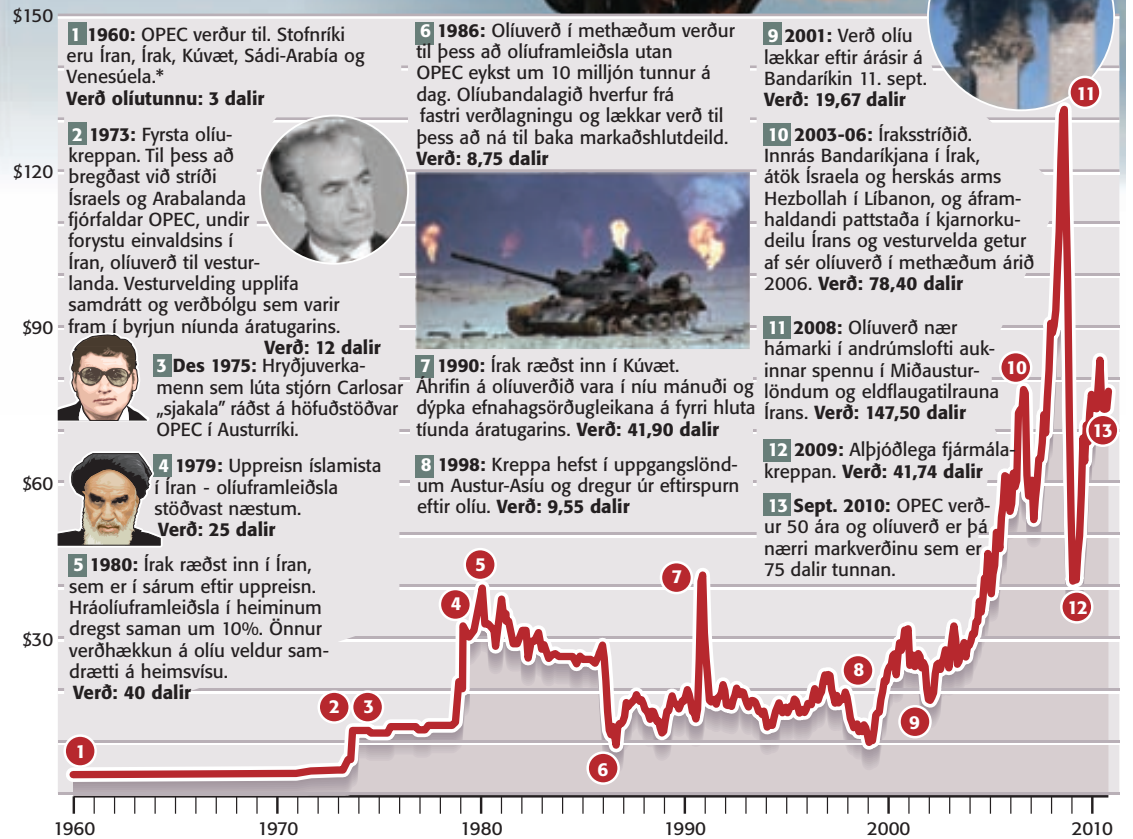 $150
$120
$90
$60
$30
1 1960: OPEC verður til. Stofnríki
eru Íran, Írak, Kúvæt, Sádi-Arabía og
Venesúela.*
Verð olíutunnu: 3 dalir
2 1973: Fyrsta olíu-
kreppan. Til þess að
bregðast við stríði
Ísraels og Arabalanda
fjórfaldar OPEC, undir
forystu einvaldsins í
Íran, olíuverð til vestur-
landa. Vesturvelding upplifa
samdrátt og verðbólgu sem varir
fram í byrjun níunda áratugarins.
Verð: 12 dalir
3 Des 1975: Hryðjuverka-
menn sem lúta stjórn Carlosar
„sjakala” ráðst á höfuðstöðvar
OPEC í Austurríki.
4 1979: Uppreisn íslamista
í Íran - olíuframleiðsla
stöðvast næstum.
Verð: 25 dalir
5 1980: Írak ræðst inn í Íran,
sem er í sárum eftir uppreisn.
Hráolíuframleiðsla í heiminum
dregst saman um 10%. Önnur
verðhækkun á olíu veldur sam-
drætti á heimsvísu.
Verð: 40 dalir
6 1986: Olíuverð í methæðum verður
til þess að olíuframleiðsla utan
OPEC eykst um 10 milljón tunnur á
dag. Olíubandalagið hverfur frá
fastri verðlagningu og lækkar verð til
þess að ná til baka markaðshlutdeild.
Verð: 8,75 dalir
7 1990: Írak ræðst inn í Kúvæt.
Áhrifin á olíuverðið vara í níu mánuði og
dýpka efnahagsörðugleikana á fyrri hluta
tíunda áratugarins. Verð: 41,90 dalir
8 1998: Kreppa hefst í uppgangslönd-
um Austur-Asíu og dregur úr eftirspurn
eftir olíu. Verð: 9,55 dalir
9 2001: Verð olíu
lækkar eftir árásir á
Bandaríkin 11. sept.
Verð: 19,67 dalir
10 2003-06: Íraksstríðið.
Innrás Bandaríkjana í Írak,
átök Ísraela og herskás arms
Hezbollah í Líbanon, og áfram-
haldandi pattstaða í kjarnorku-
deilu Írans og vesturvelda getur
af sér olíuverð í methæðum árið
2006. Verð: 78,40 dalir
11 2008: Olíuverð nær
hámarki í andrúmslofti auk-
innar spennu í Miðaustur-
löndum og eldflaugatilrauna
Írans. Verð: 147,50 dalir
12 2009: Alþjóðlega fjármála-
kreppan. Verð: 41,74 dalir
13 Sept. 2010: OPEC verð-
ur 50 ára og olíuverð er þá
nærri markverðinu sem er
75 dalir tunnan.
1
2
3
4
5
6
7
8
9
10
11
12
13
1960
1970
1980
1990
2000
2010